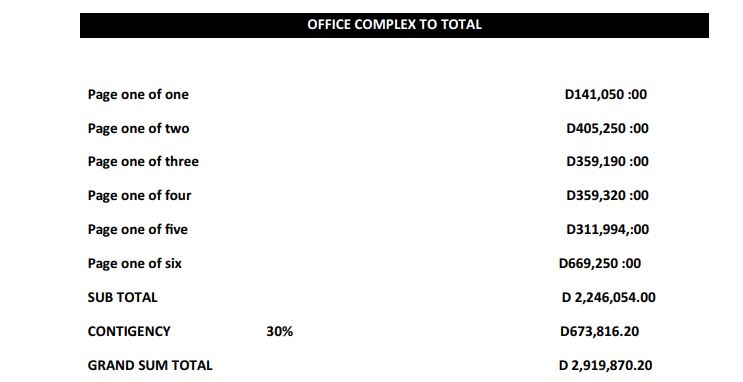 OFFICE COMPLEX TO TOTAL
Page one of one D141,050 :00
Page one of two D405,250 :00
Page one of three D359,190 :00
Page one of four D359,320 :00
Page one of five D311,994,:00
Page one of six D669,250 :00
SUB TOTAL D 2,246,054.00
CONTIGENCY 30% D673,816.20
GRAND SUM TOTAL D 2,919,870.20